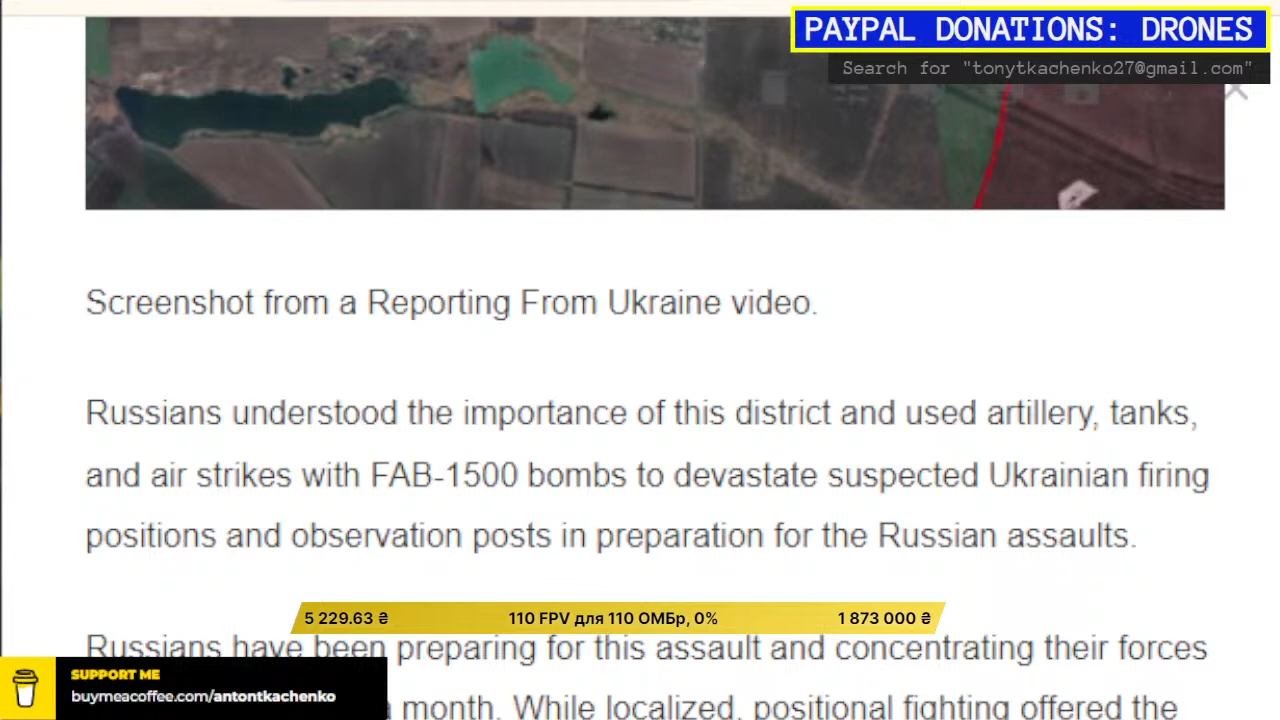 PAYPAL DONATIONS: DRONES
Search for "tonytkachenko27@gmail.com"
Screenshot from a Reporting From Ukraine video.
Russians understood the importance of this district and used artillery, tanks,
and air strikes with FAB-1500 bombs to devastate suspected Ukrainian firing
positions and observation posts in preparation for the Russian assaults.
5 229.63 ₴ 110 FPV для 110 ОМБр, 0% 1 873 000 ₴
Russians have been preparing for this assault and concentrating their forces
SUPPORT ME
buymeacoffee.com/antontkachenko
a month. While localized, positional fighting offered the